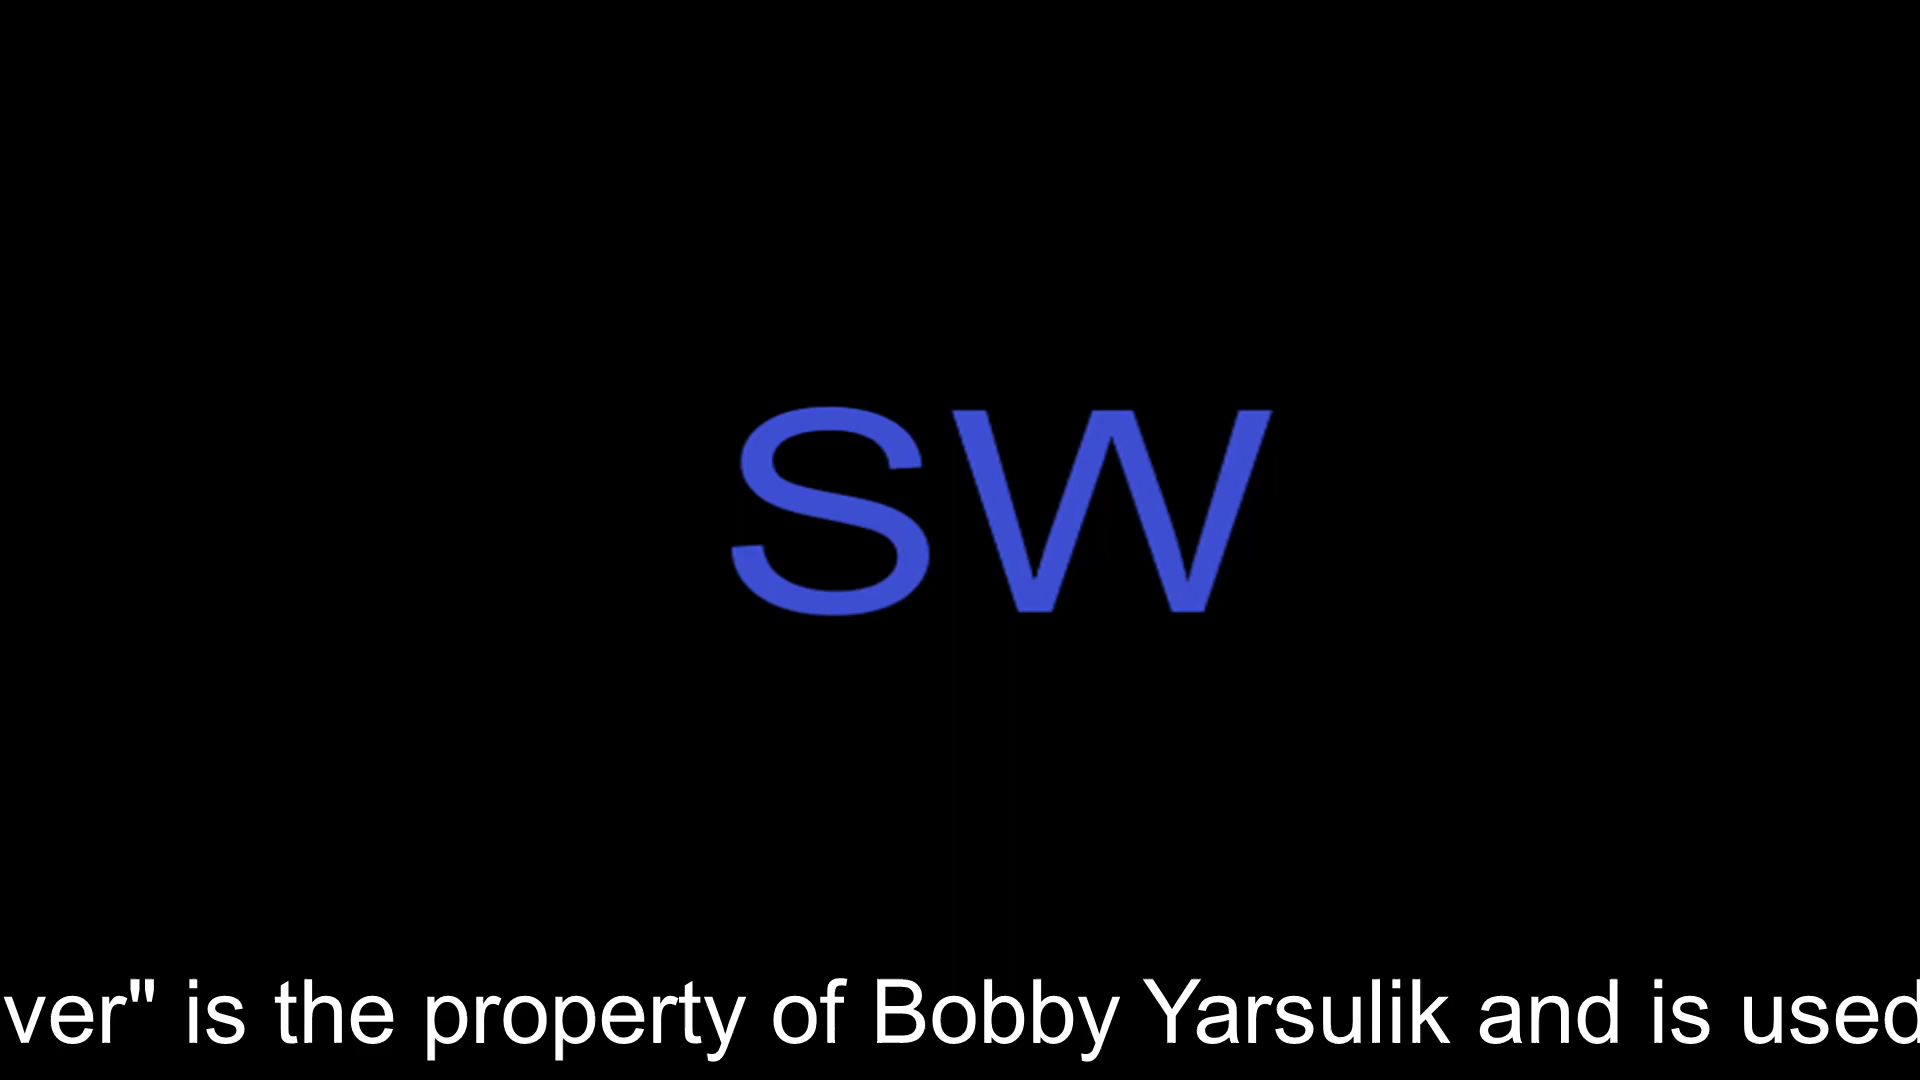 SW
ver" is the property of Bobby Yarsulik and is used